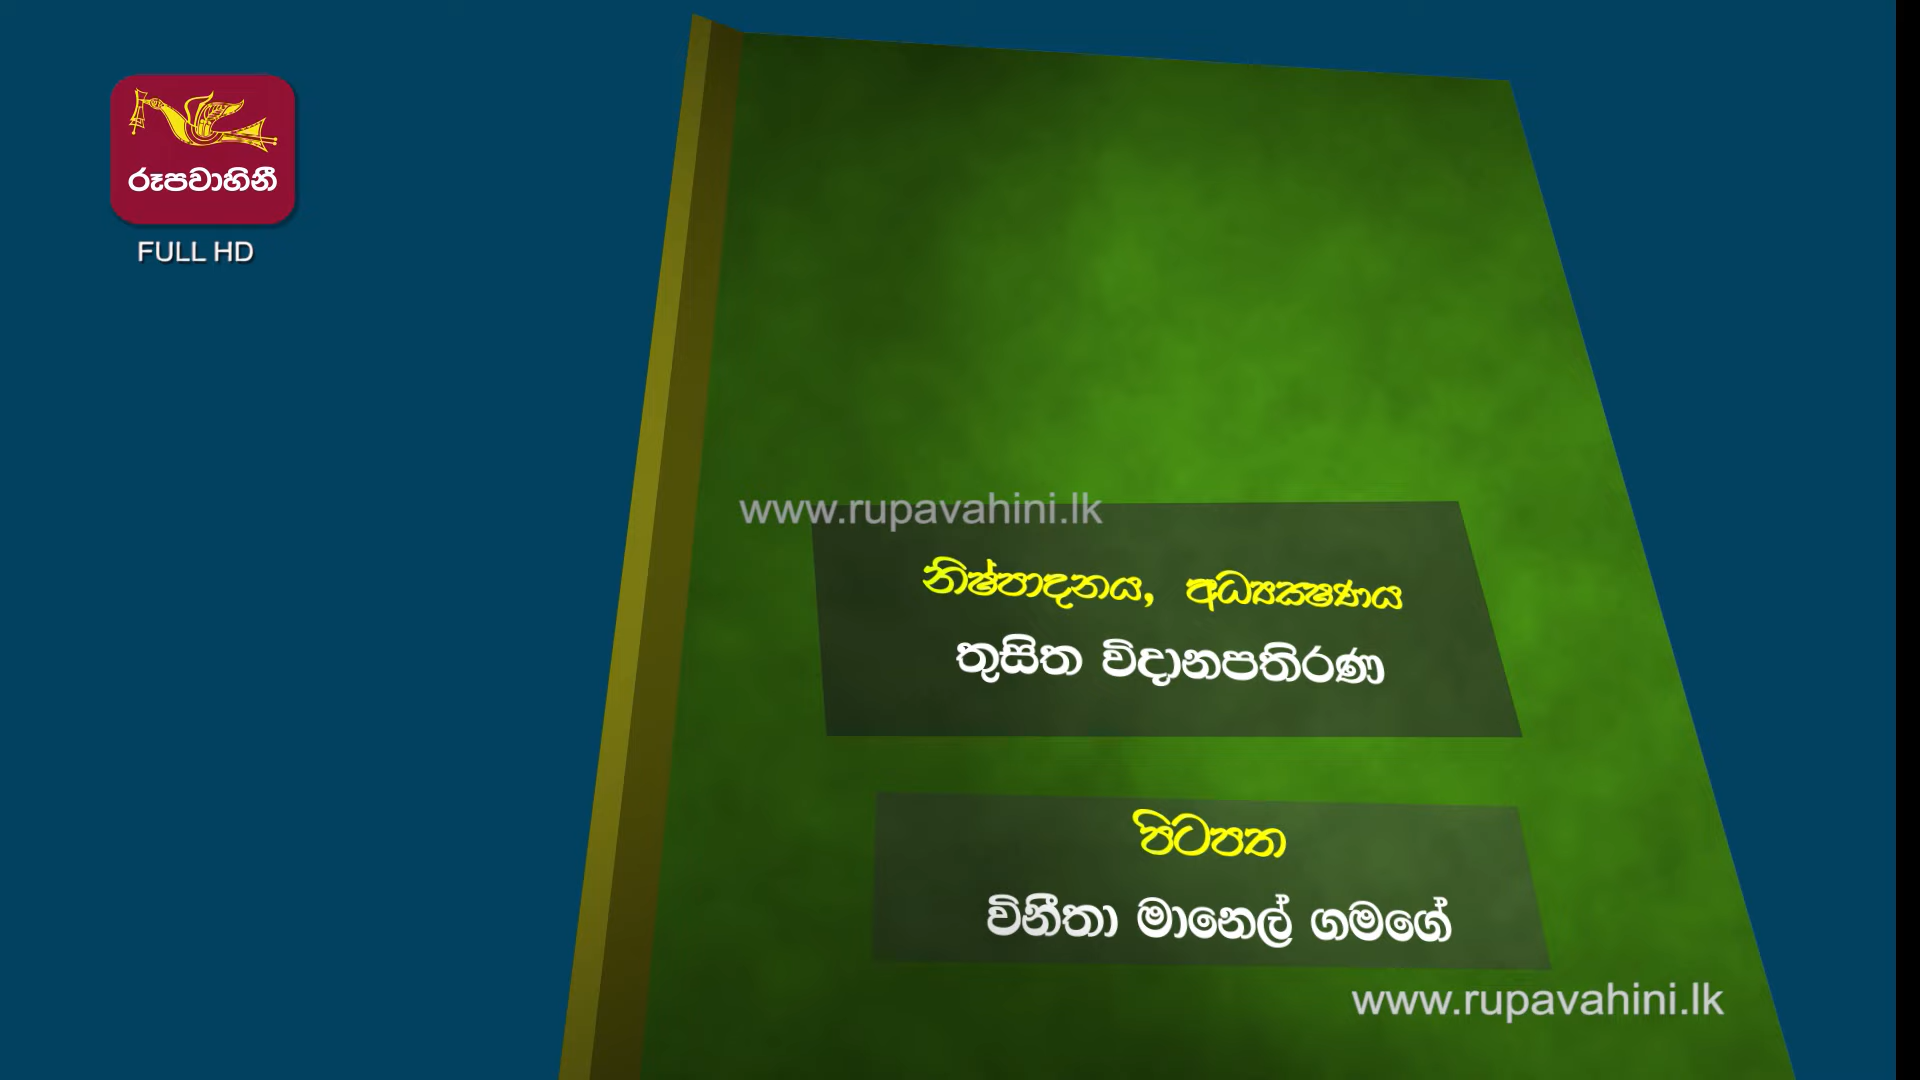 රූපවාහිනී
FULL HD
www.rupavahini.lk
නිෂ්පාදනය, අධ්‍යක්ෂණය
තුසිත විදානපතිරණ
පිටපත
විනීතා මානෙල් ගමගේ
www.rupavahini.lk